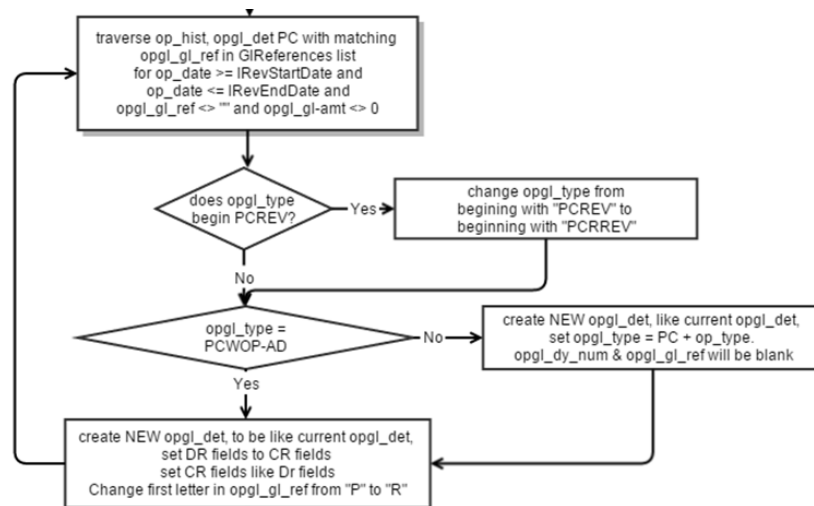 traverse op_hist, opgl_det PC with matching
opgl_gl_ref in GlReferences list
for op_date >= lRevStartDate and
op_date <= lRevEndDate and
opgl_gl_ref <> "" and opgl_gl-amt <> 0
does opgl_type
begin PCREV?
Yes
change opgl_type from
begining with "PCREV" to
beginning with "PCRREV"
No
opgl_type =
PCWOP-AD
No
create NEW opgl_det, like current opgl_det,
set opgl_type = PC + op_type.
opgl_dy_num & opgl_gl_ref will be blank
Yes
create NEW opgl_det, to be like current opgl_det,
set DR fields to CR fields
set CR fields like Dr fields
Change first letter in opgl_gl_ref from "P" to "R"